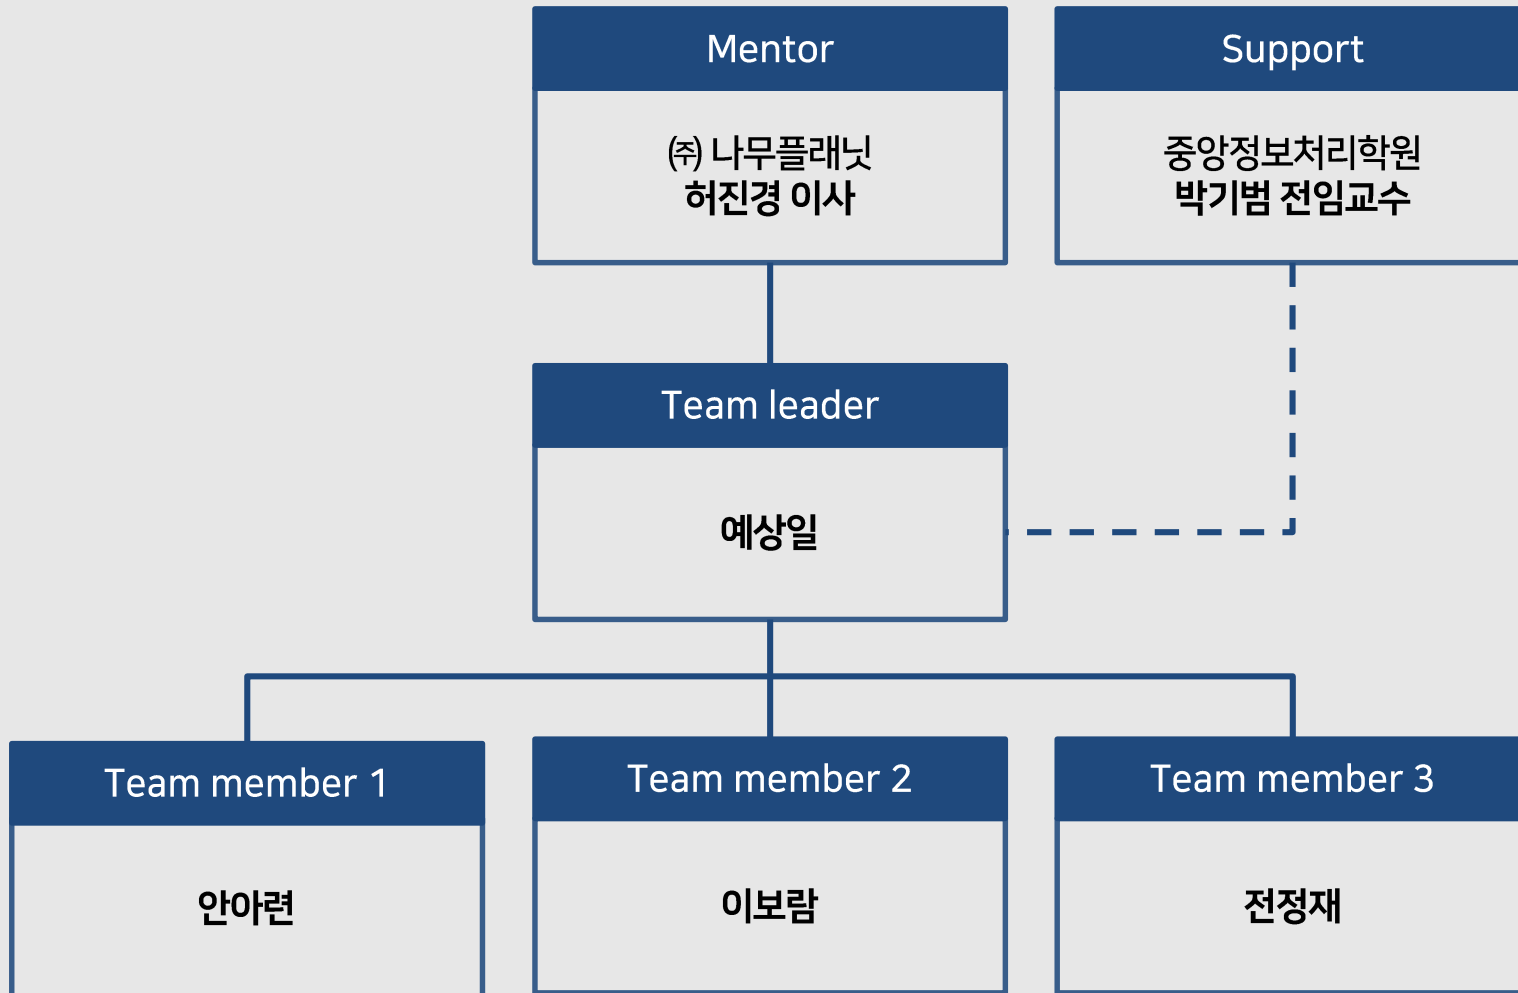 Mentor
㈜ 나무플래닛
허진경 이사
Support
중앙정보처리학원
박기범 전임교수
Team leader
예상일
Team member 1
안아련
Team member 2
이보람
Team member 3
전정재